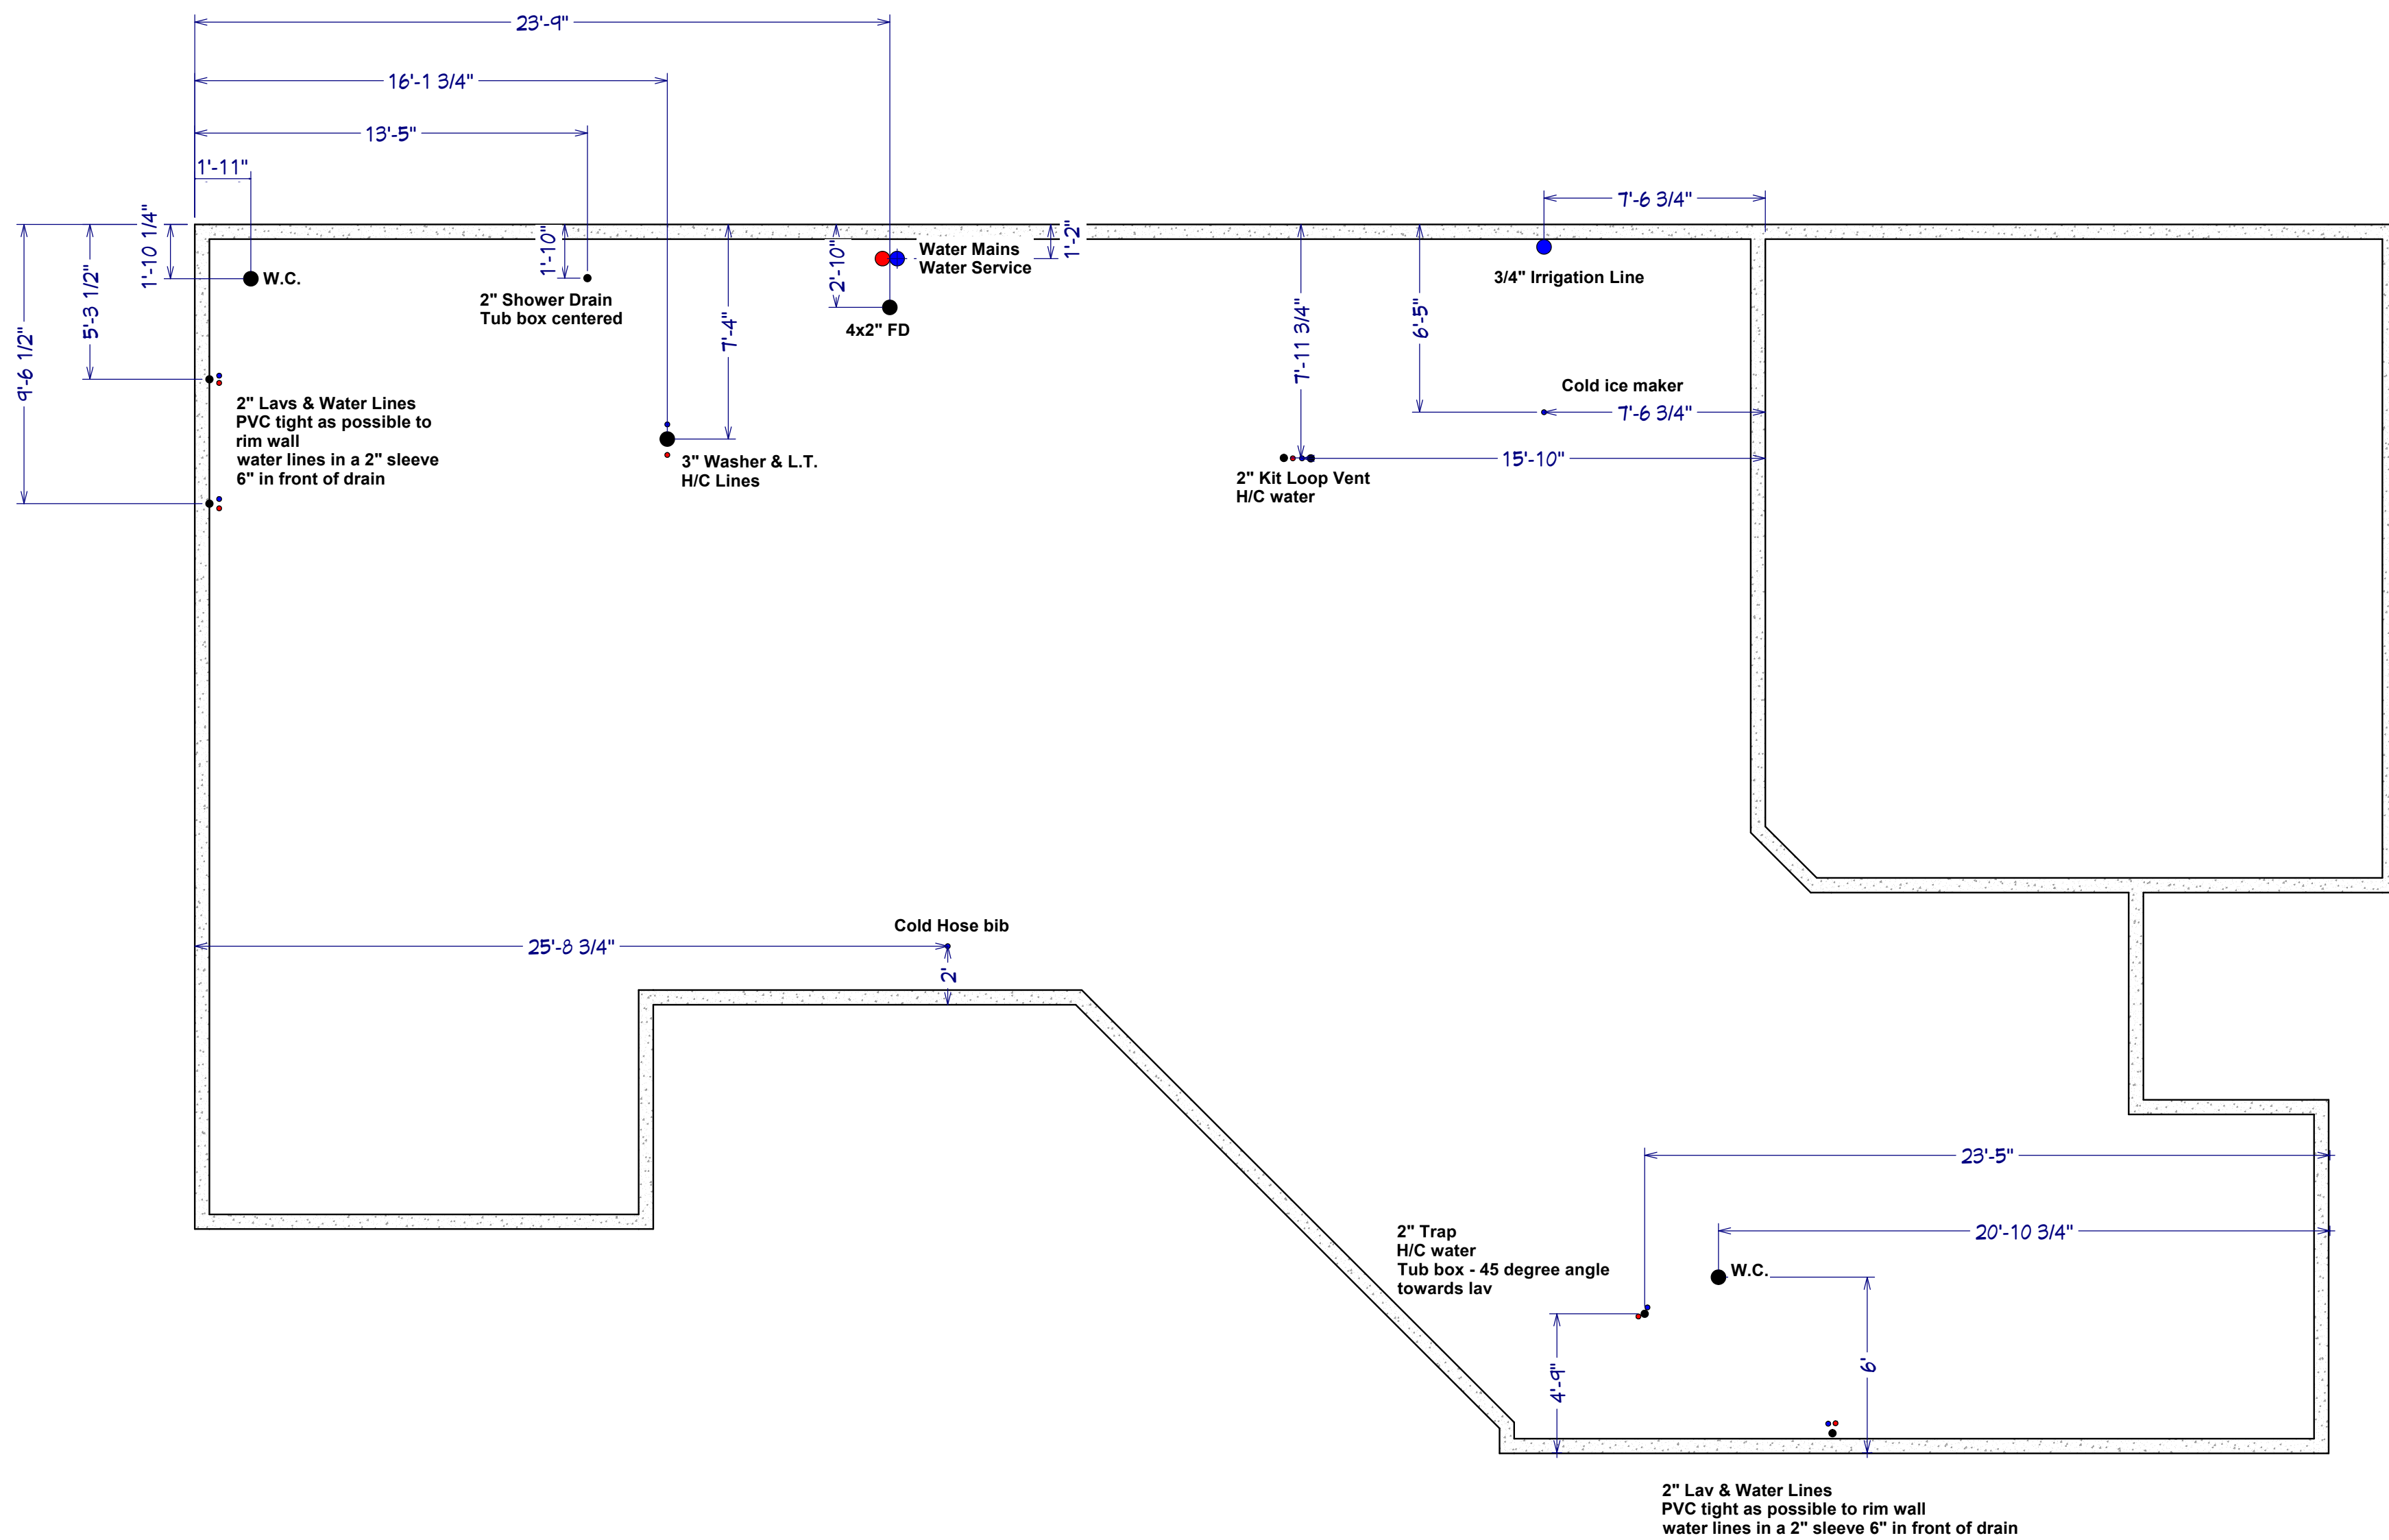 23'-9"
16'-1 3/4"
13'-5"
1'-11"
7'-6 3/4"
1'-10 1/4"
5'-3 1/2"
9'-6 1/2"
W.C.
1'-10"
2" Shower Drain
Tub box centered
7'-4"
2'-10"
4x2" FD
Water Mains
Water Service
1'-2"
3/4" Irrigation Line
7'-11 3/4"
6'-5"
Cold ice maker
7'-6 3/4"
15'-10"
2" Lavs & Water Lines
PVC tight as possible to
rim wall
water lines in a 2" sleeve
6" in front of drain
3" Washer & L.T.
H/C Lines
2" Kit Loop Vent
H/C water
Cold Hose bib
25'-8 3/4"
2'
23'-5"
20'-10 3/4"
2" Trap
H/C water
Tub box - 45 degree angle
towards lav
W.C.
4'-9"
6'
2" Lav & Water Lines
PVC tight as possible to rim wall
water lines in a 2" sleeve 6" in front of drain